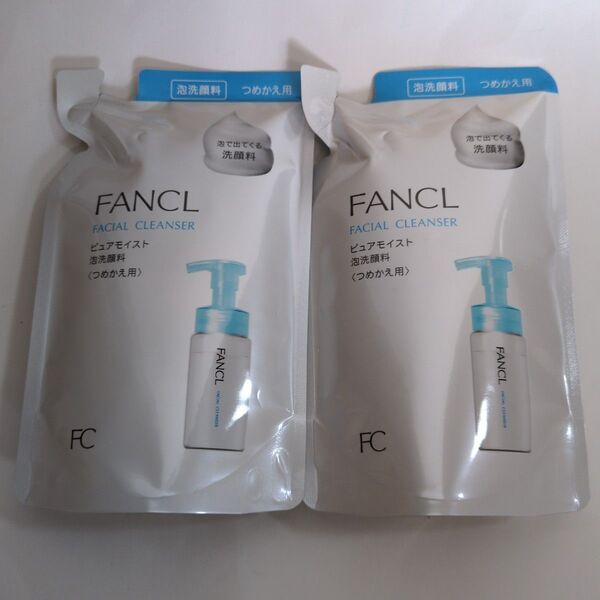 泡洗顔料 つめかえ用
泡で出てくる
洗顔料
FANCL
FACIAL CLEANSER
ピュアモイスト
泡洗顔料
〈つめかえ用〉
FANCL
FACIAL CLEANSER
FC
泡洗顔料 つめかえ用
泡で出てくる
洗顔料
FANCL
FACIAL CLEANSER
ピュアモイスト
泡洗顔料
〈つめかえ用〉
FANCL
FACIAL CLEANSER
FC